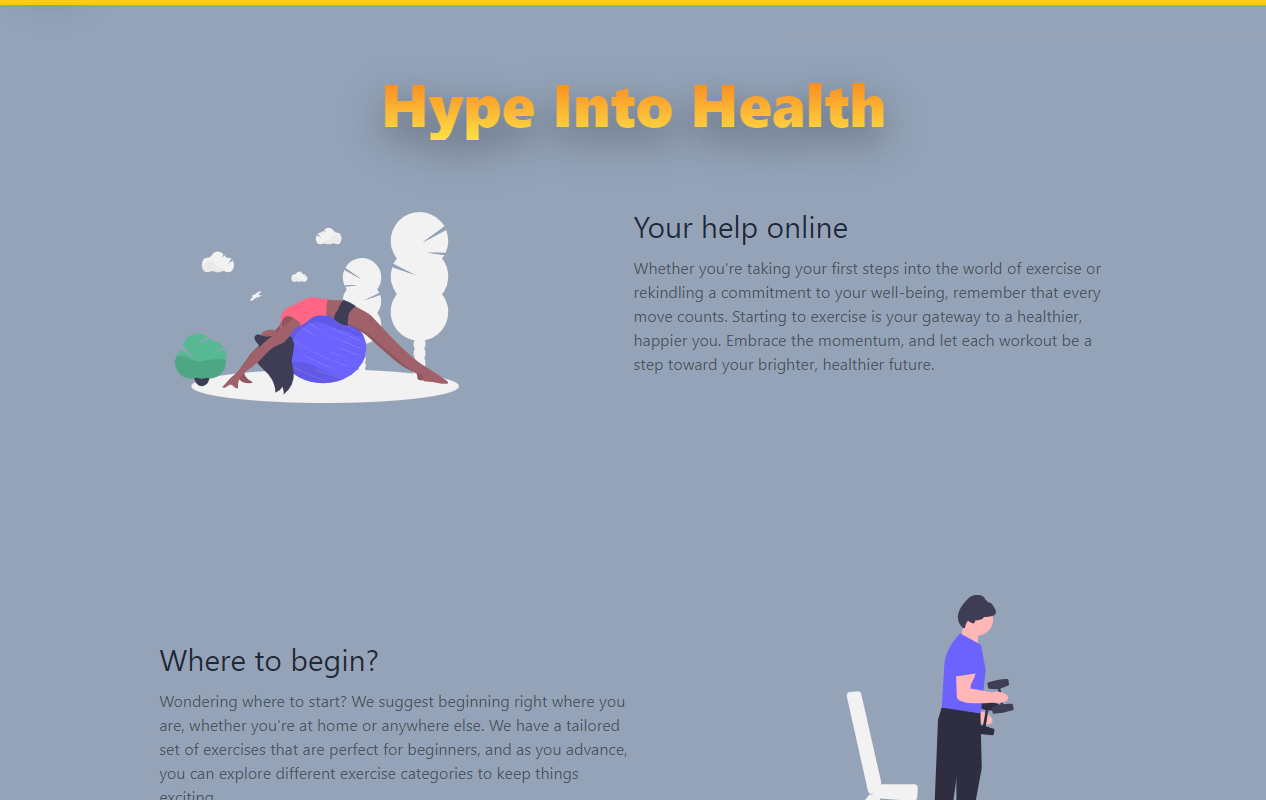 Hype Into Health
Your help online
Whether you're taking your first steps into the world of exercise or
rekindling a commitment to your well-being, remember that every
move counts. Starting to exercise is your gateway to a healthier,
happier you. Embrace the momentum, and let each workout be a
step toward your brighter, healthier future.
Where to begin?
Wondering where to start? We suggest beginning right where you
are, whether you're at home or anywhere else. We have a tailored
set of exercises that are perfect for beginners, and as you advance,
you can explore different exercise categories to keep things
exciting.